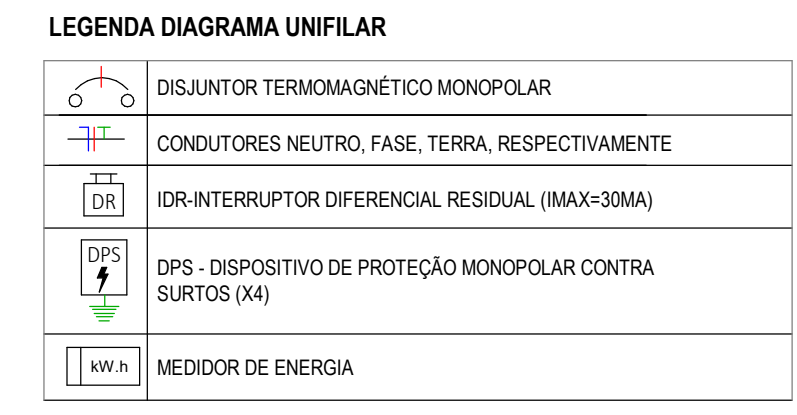 LEGENDA DIAGRAMA UNIFILAR
DISJUNTOR TERMOMAGNÉTICO MONOPOLAR
CONDUTORES NEUTRO, FASE, TERRA, RESPECTIVAMENTE
DR
IDR-INTERRUPTOR DIFERENCIAL RESIDUAL (IMAX=30MA)
DPS
DPS - DISPOSITIVO DE PROTEÇÃO MONOPOLAR CONTRA
SURTOS (X4)
kW.h
MEDIDOR DE ENERGIA